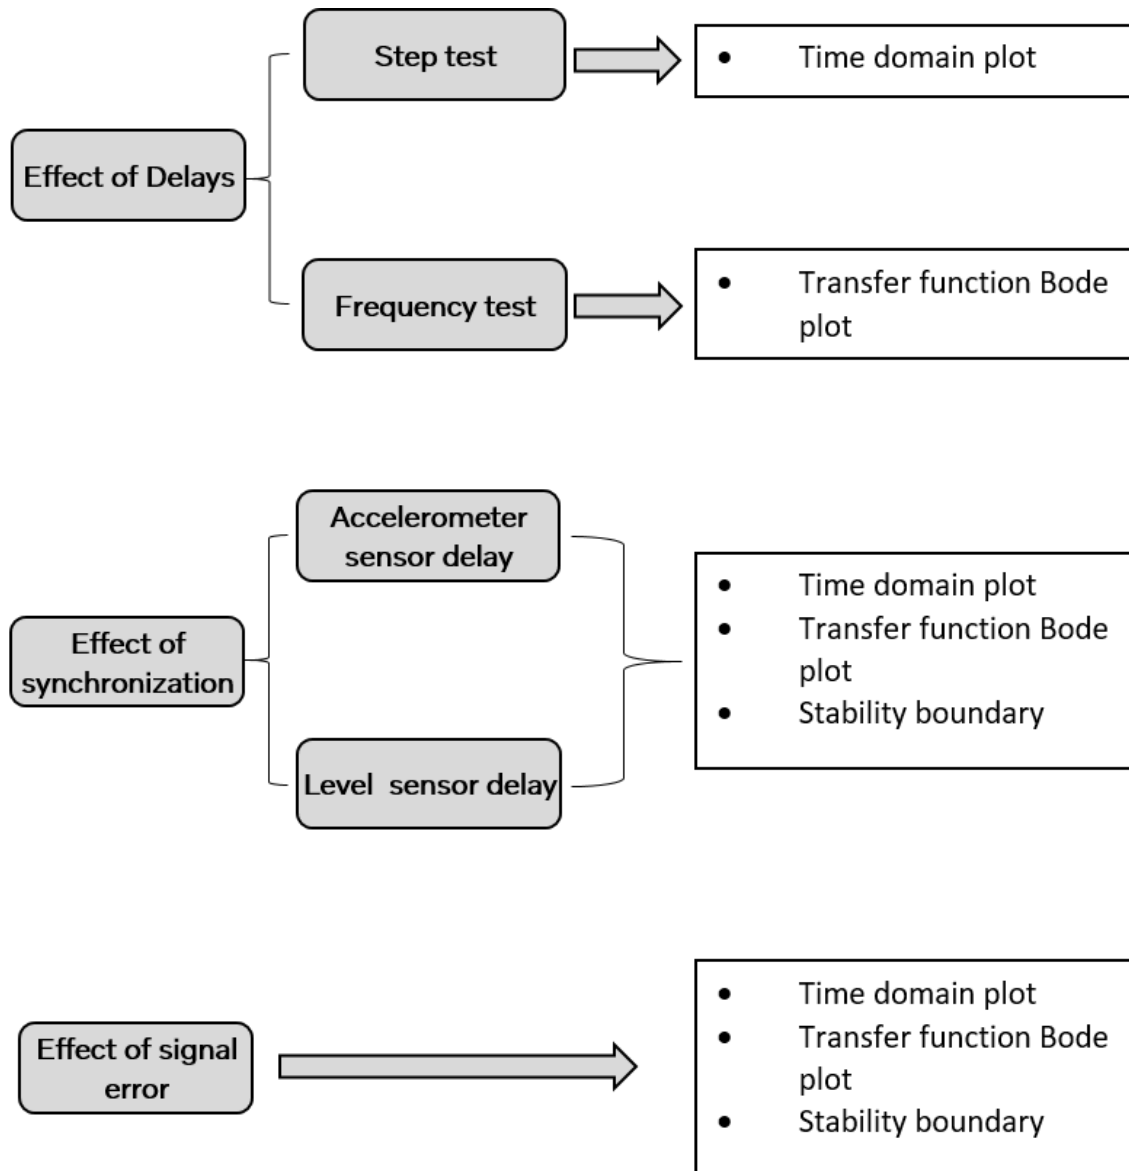 Step test
• Time domain plot
Effect of Delays
Frequency test
• Transfer function Bode
plot
Accelerometer
sensor delay
Effect of
synchronization
• Time domain plot
• Transfer function Bode
plot
• Stability boundary
Level sensor delay
Effect of signal
error
• Time domain plot
• Transfer function Bode
plot
• Stability boundary